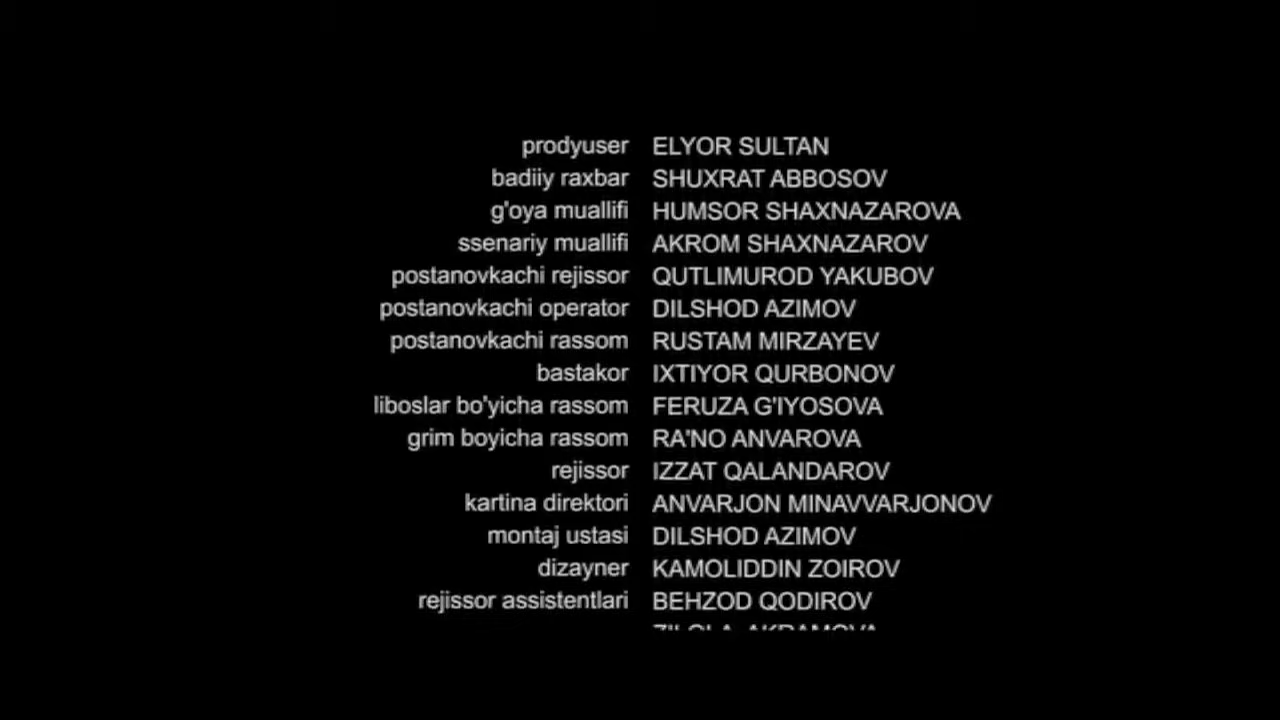 prodyuser ELYOR SULTAN
badiiy raxbar SHUXRAT ABBOSOV
g'oya muallifi HUMSOR SHAXNAZAROVA
ssenariy muallifi AKROM SHAXNAZAROV
postanovkachi rejissor QUTLIMUROD YAKUBOV
postanovkachi operator DILSHOD AZIMOV
postanovkachi rassom RUSTAM MIRZAYEV
bastakor IXTIYOR QURBONOV
liboslar bo'yicha rassom FERUZA G'IYOSOVA
grim boyicha rassom RA'NO ANVAROVA
rejissor IZZAT QALANDAROV
kartina direktori ANVARJON MINAVVARJONOV
montaj ustasi DILSHOD AZIMOV
dizayner KAMOLIDDIN ZOIROV
rejissor assistentlari BEHZOD QODIROV